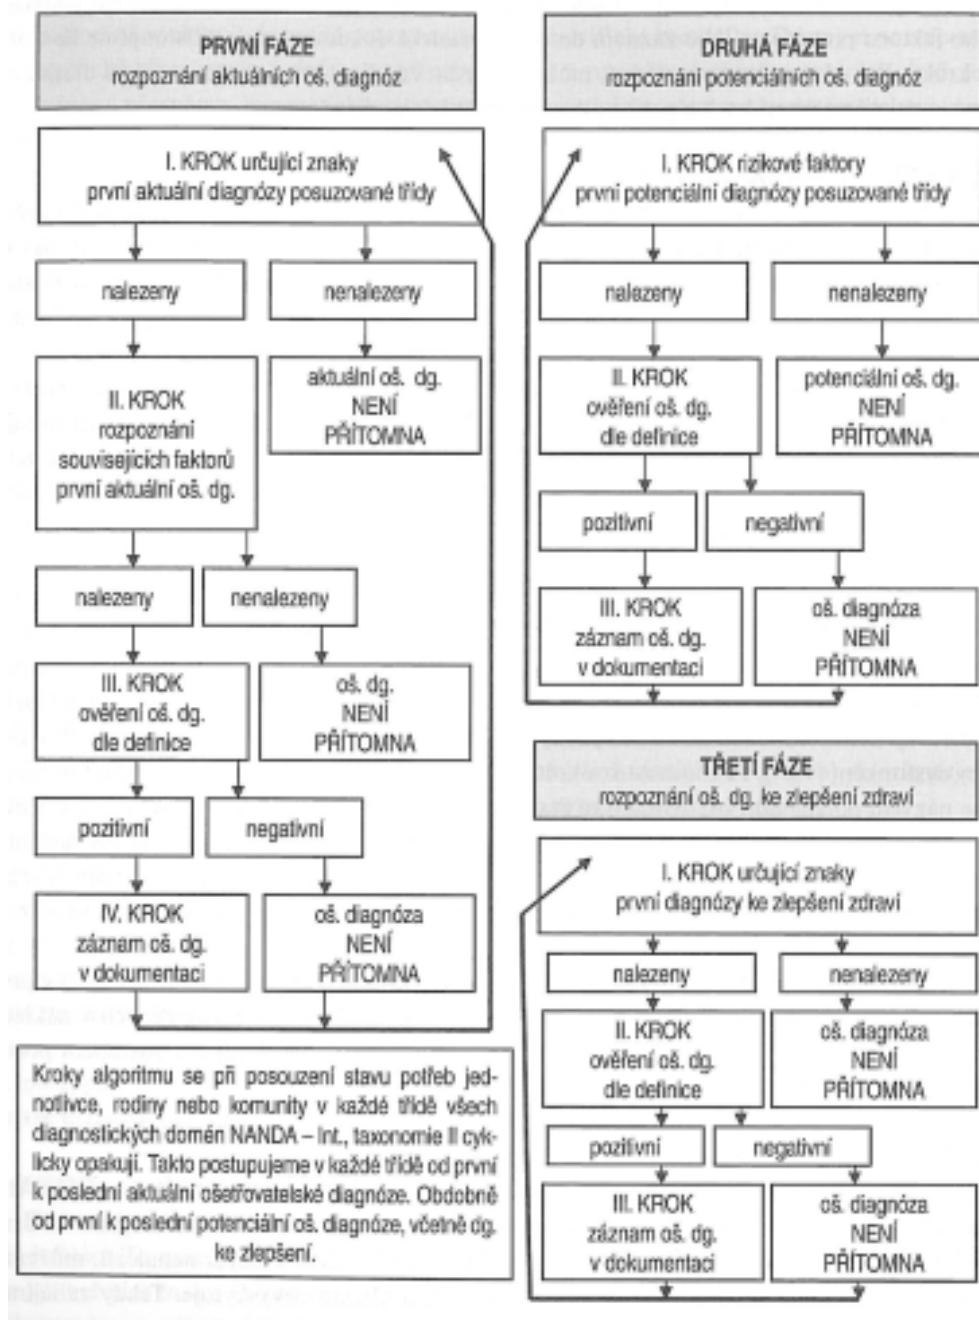 PRVNÍ FÁZE
rozpoznání aktuálních oš. diagnóz
I. KROK určující znaky
první aktuální diagnózy posuzované třídy
nalezeny
nenalezeny
II. KROK
rozpoznání
souvisejících faktorů
první aktuální oš. dg.
aktuální oš. dg.
NENÍ
PŘÍTOMNA
nalezeny
nenalezeny
III. KROK
ověření oš. dg.
dle definice
oš. dg.
NENÍ
PŘÍTOMNA
pozitivní
negativní
IV. KROK
záznam oš. dg.
v dokumentaci
oš. diagnóza
NENÍ
PŘÍTOMNA
Kroky algoritmu se při posouzení stavu potřeb jed-
notlivce, rodiny nebo komunity v každé třídě všech
diagnostických domén NANDA – Int., taxonomie II cyk-
licky opakují. Takto postupujeme v každé třídě od první
k poslední aktuální ošetřovatelské diagnóze. Obdobně
od první k poslední potenciální oš. diagnóze, včetně dg.
ke zlepšení.
DRUHÁ FÁZE
rozpoznání potenciálních oš. diagnóz
I. KROK rizikové faktory
první potenciální diagnózy posuzované třídy
nalezeny
nenalezeny
II. KROK
ověření oš. dg.
dle definice
potenciální oš. dg.
NENÍ
PŘÍTOMNA
pozitivní
negativní
III. KROK
záznam oš. dg.
v dokumentaci
oš. diagnóza
NENÍ
PŘÍTOMNA
TŘETÍ FÁZE
rozpoznání oš. dg. ke zlepšení zdraví
I. KROK určující znaky
první diagnózy ke zlepšení zdraví
nalezeny
nenalezeny
II. KROK
ověření oš. dg.
dle definice
oš. diagnóza
NENÍ
PŘÍTOMNA
pozitivní
negativní
III. KROK
záznam oš. dg.
v dokumentaci
oš. diagnóza
NENÍ
PŘÍTOMNA